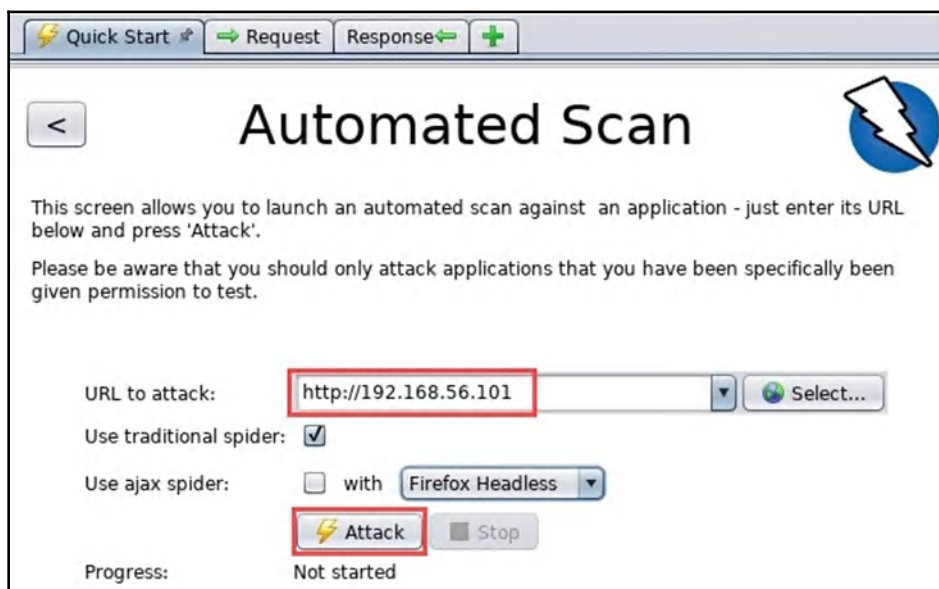 Quick Start
Request
Response
<
Automated Scan
This screen allows you to launch an automated scan against an application - just enter its URL
below and press 'Attack'.
Please be aware that you should only attack applications that you have been specifically been
given permission to test.
URL to attack: http://192.168.56.101 Select...
Use traditional spider:
Use ajax spider: with Firefox Headless
Attack Stop
Progress: Not started